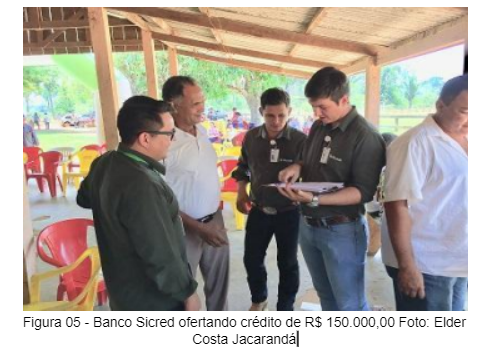 Figura 05 - Banco Sicred ofertando crédito de R$ 150.000,00 Foto: Elder
Costa Jacarandá